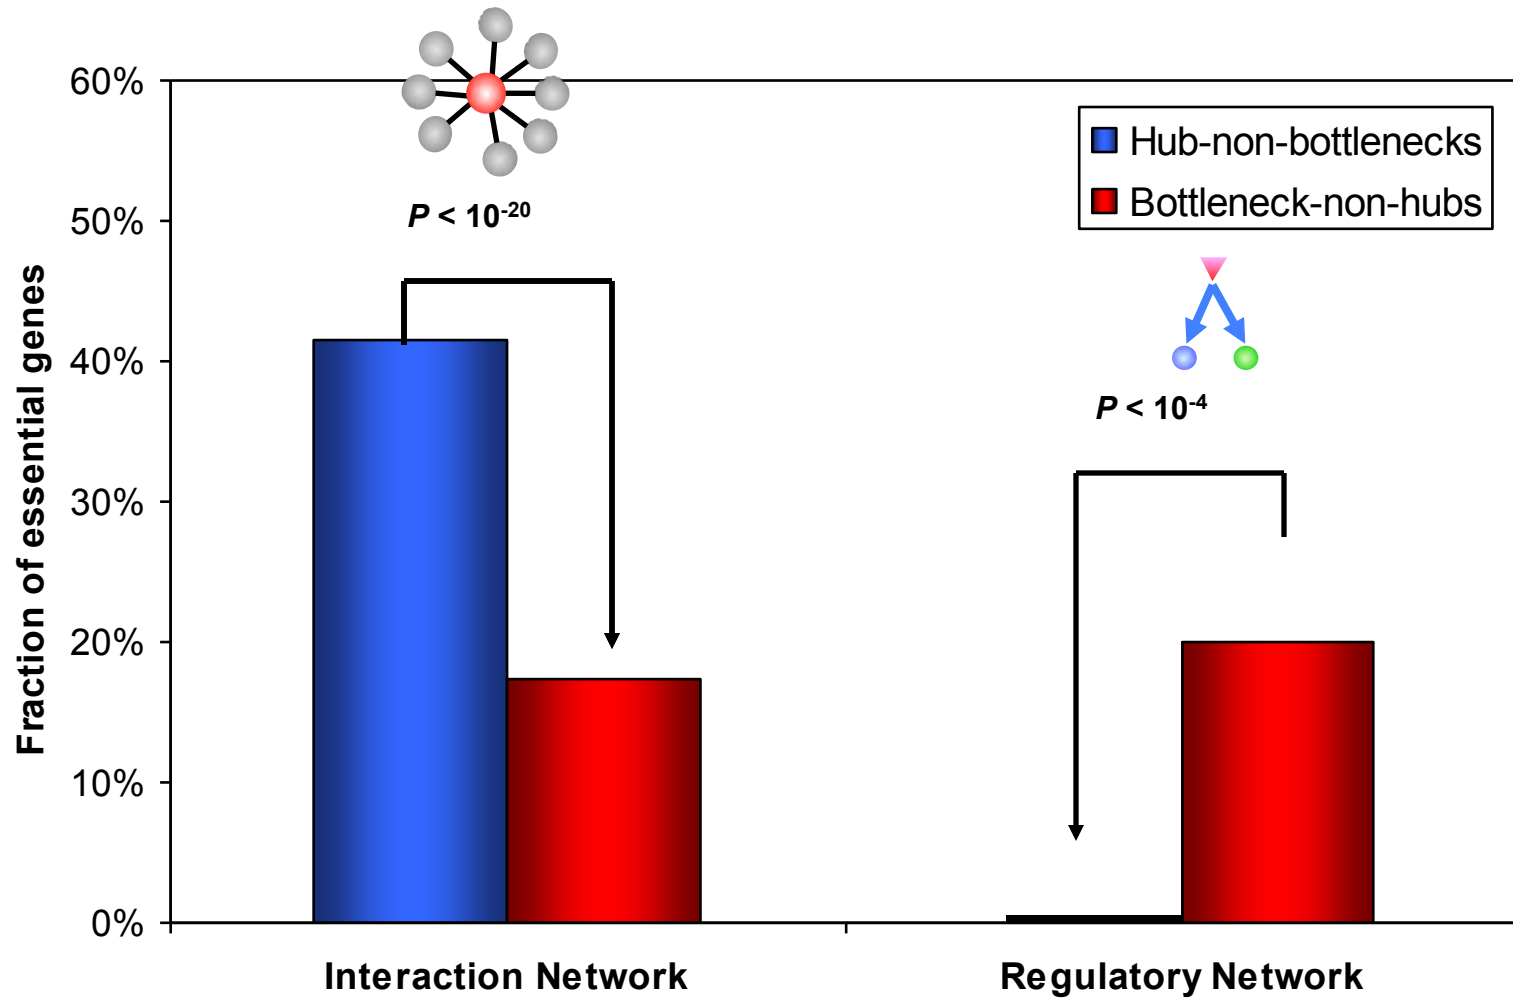 60%
50%
40%
30%
20%
10%
0%
Fraction of essential genes
P < 10⁻²⁰
Hub-non-bottlenecks
Bottleneck-non-hubs
P < 10⁻⁴
Interaction Network
Regulatory Network